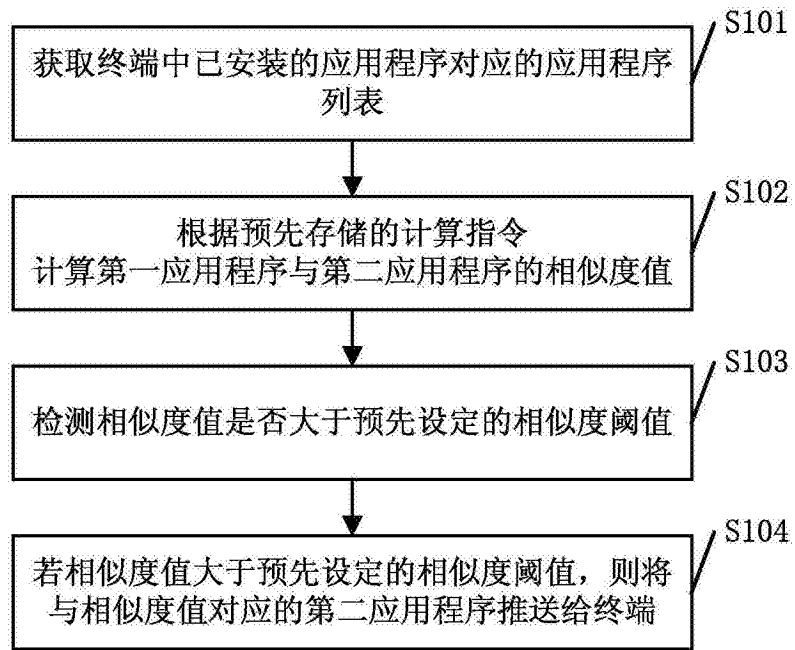 S101
获取终端中已安装的应用程序对应的应用程序
列表
S102
根据预先存储的计算指令
计算第一应用程序与第二应用程序的相似度值
S103
检测相似度值是否大于预先设定的相似度阈值
S104
若相似度值大于预先设定的相似度阈值，则将
与相似度值对应的第二应用程序推送给终端